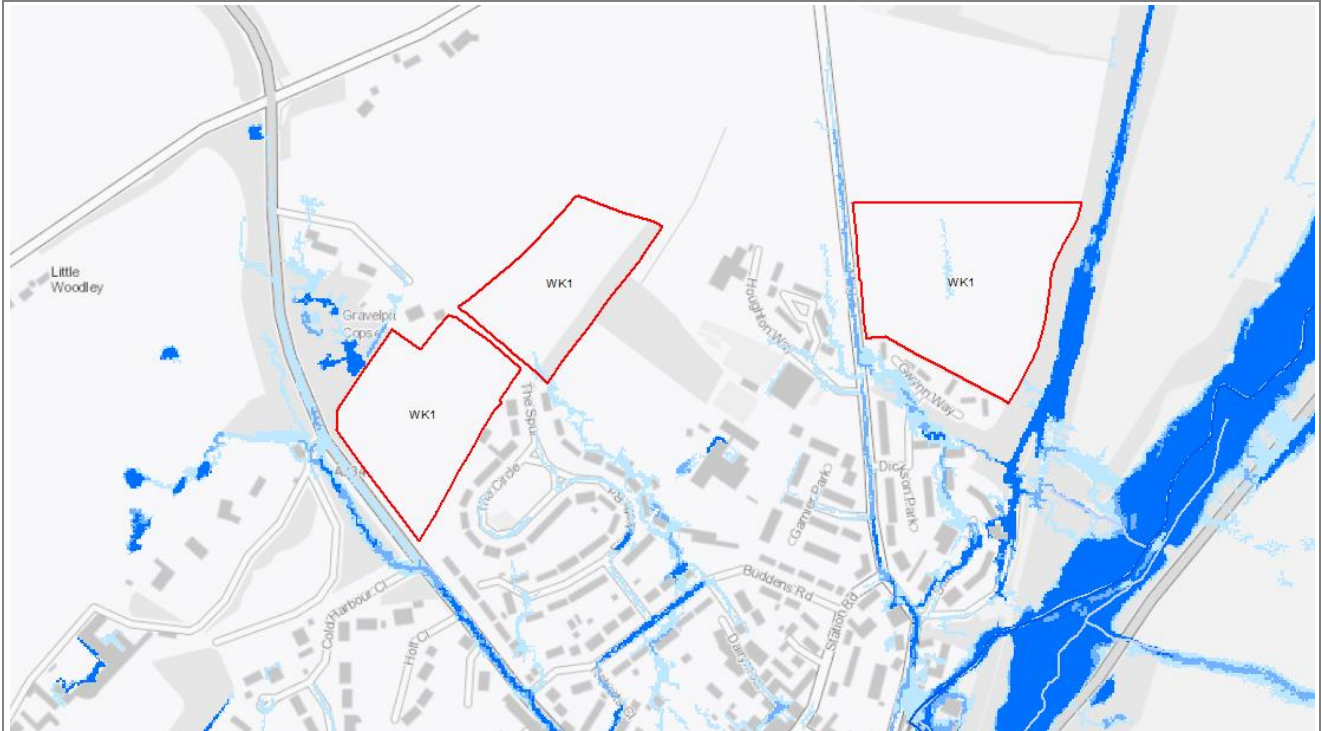 Little
Woodley
Gravelpit
Copse
WK1
WK1
WK1
Houghton Way
Gwynn Way
The Spur
The Circle
Dickson Park
Garnier Park
Buddens Rd
Station Rd
Cold Harbour Cl
Holt Cl